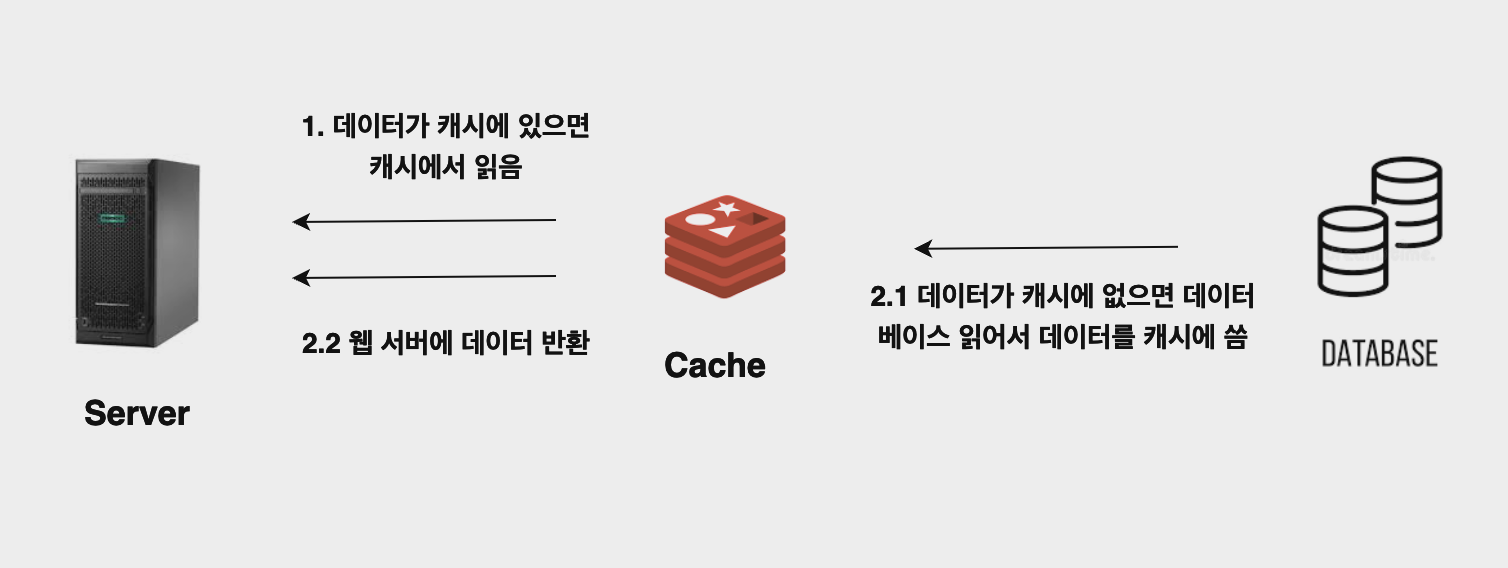 1. 데이터가 캐시에 있으면
캐시에서 읽음
2.2 웹 서버에 데이터 반환
Server
Cache
2.1 데이터가 캐시에 없으면 데이터
베이스 읽어서 데이터를 캐시에 씀
DATABASE